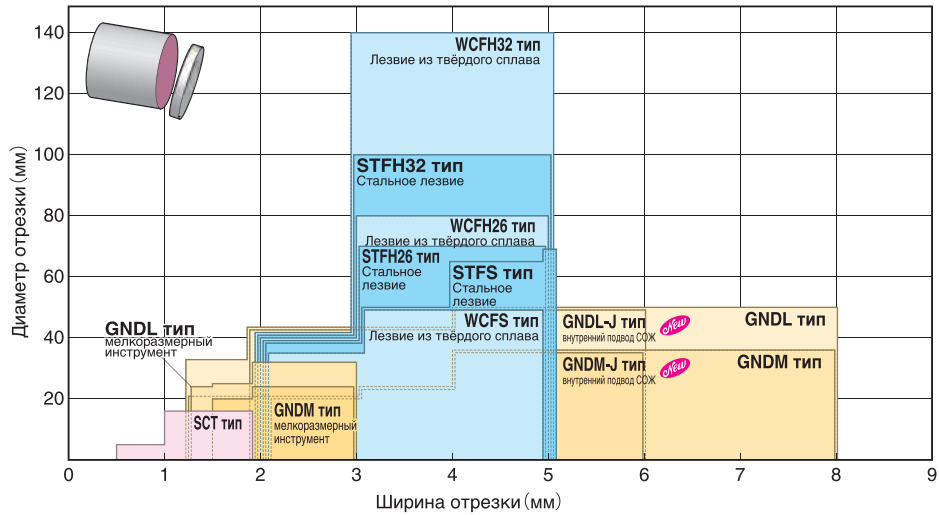 140
120
100
80
60
40
20
Диаметр отрезки (мм)
WCFH32 тип
Лезвие из твёрдого сплава
STFH32 тип
Стальное лезвие
WCFH26 тип
Лезвие из твёрдого сплава
STFH26 тип
Стальное
лезвие
STFS тип
Стальное
лезвие
WCFS тип
Лезвие из твёрдого сплава
GNDL тип
мелкоразмерный
инструмент
GNDL-J тип
внутренний подвод СОЖ
New
GNDL тип
GNDM-J тип
внутренний подвод СОЖ
New
GNDM тип
SCT тип
GNDM тип
мелкоразмерный
инструмент
0 1 2 3 4 5 6 7 8 9
Ширина отрезки (мм)